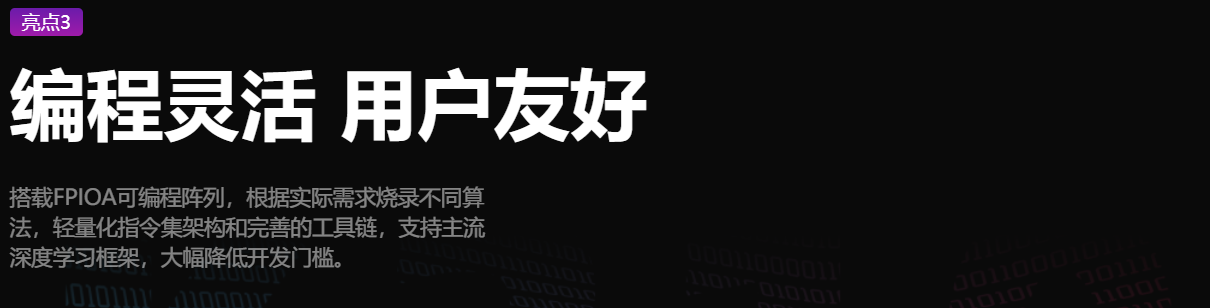 亮点3
编程灵活 用户友好
搭载FPIOA可编程阵列，根据实际需求烧录不同算
法，轻量化指令集架构和完善的工具链，支持主流
深度学习框架，大幅降低开发门槛。